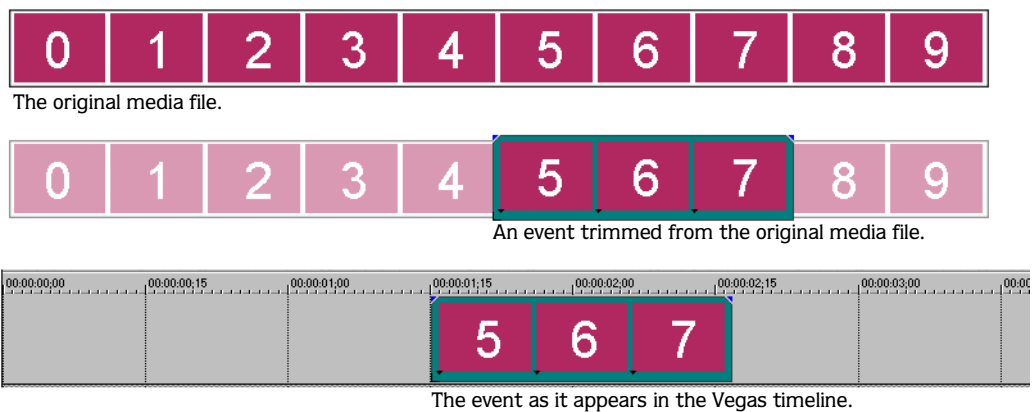 0 1 2 3 4 5 6 7 8 9
The original media file.
0 1 2 3 4 5 6 7 8 9
An event trimmed from the original media file.
00:00:00;00 00:00:00;15 00:00:01;00 00:00:01;15 00:00:02;00 00:00:02;15 00:00:03;00 00:00
5 6 7
The event as it appears in the Vegas timeline.